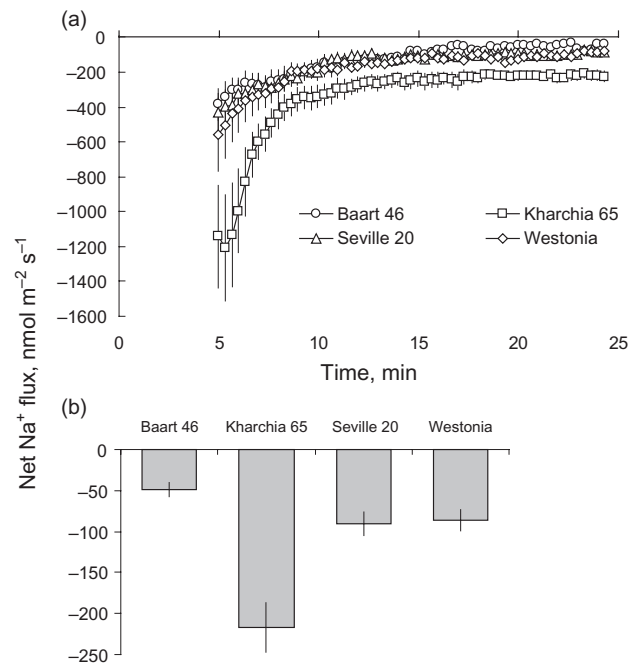 (a)
0
−200
−400
−600
−800
−1000
−1200
−1400
−1600
Baart 46
Kharchia 65
Seville 20
Westonia
0 5 10 15 20 25
Time, min
Net Na⁺ flux, nmol m⁻² s⁻¹
(b)
Baart 46 Kharchia 65 Seville 20 Westonia
0
−50
−100
−150
−200
−250